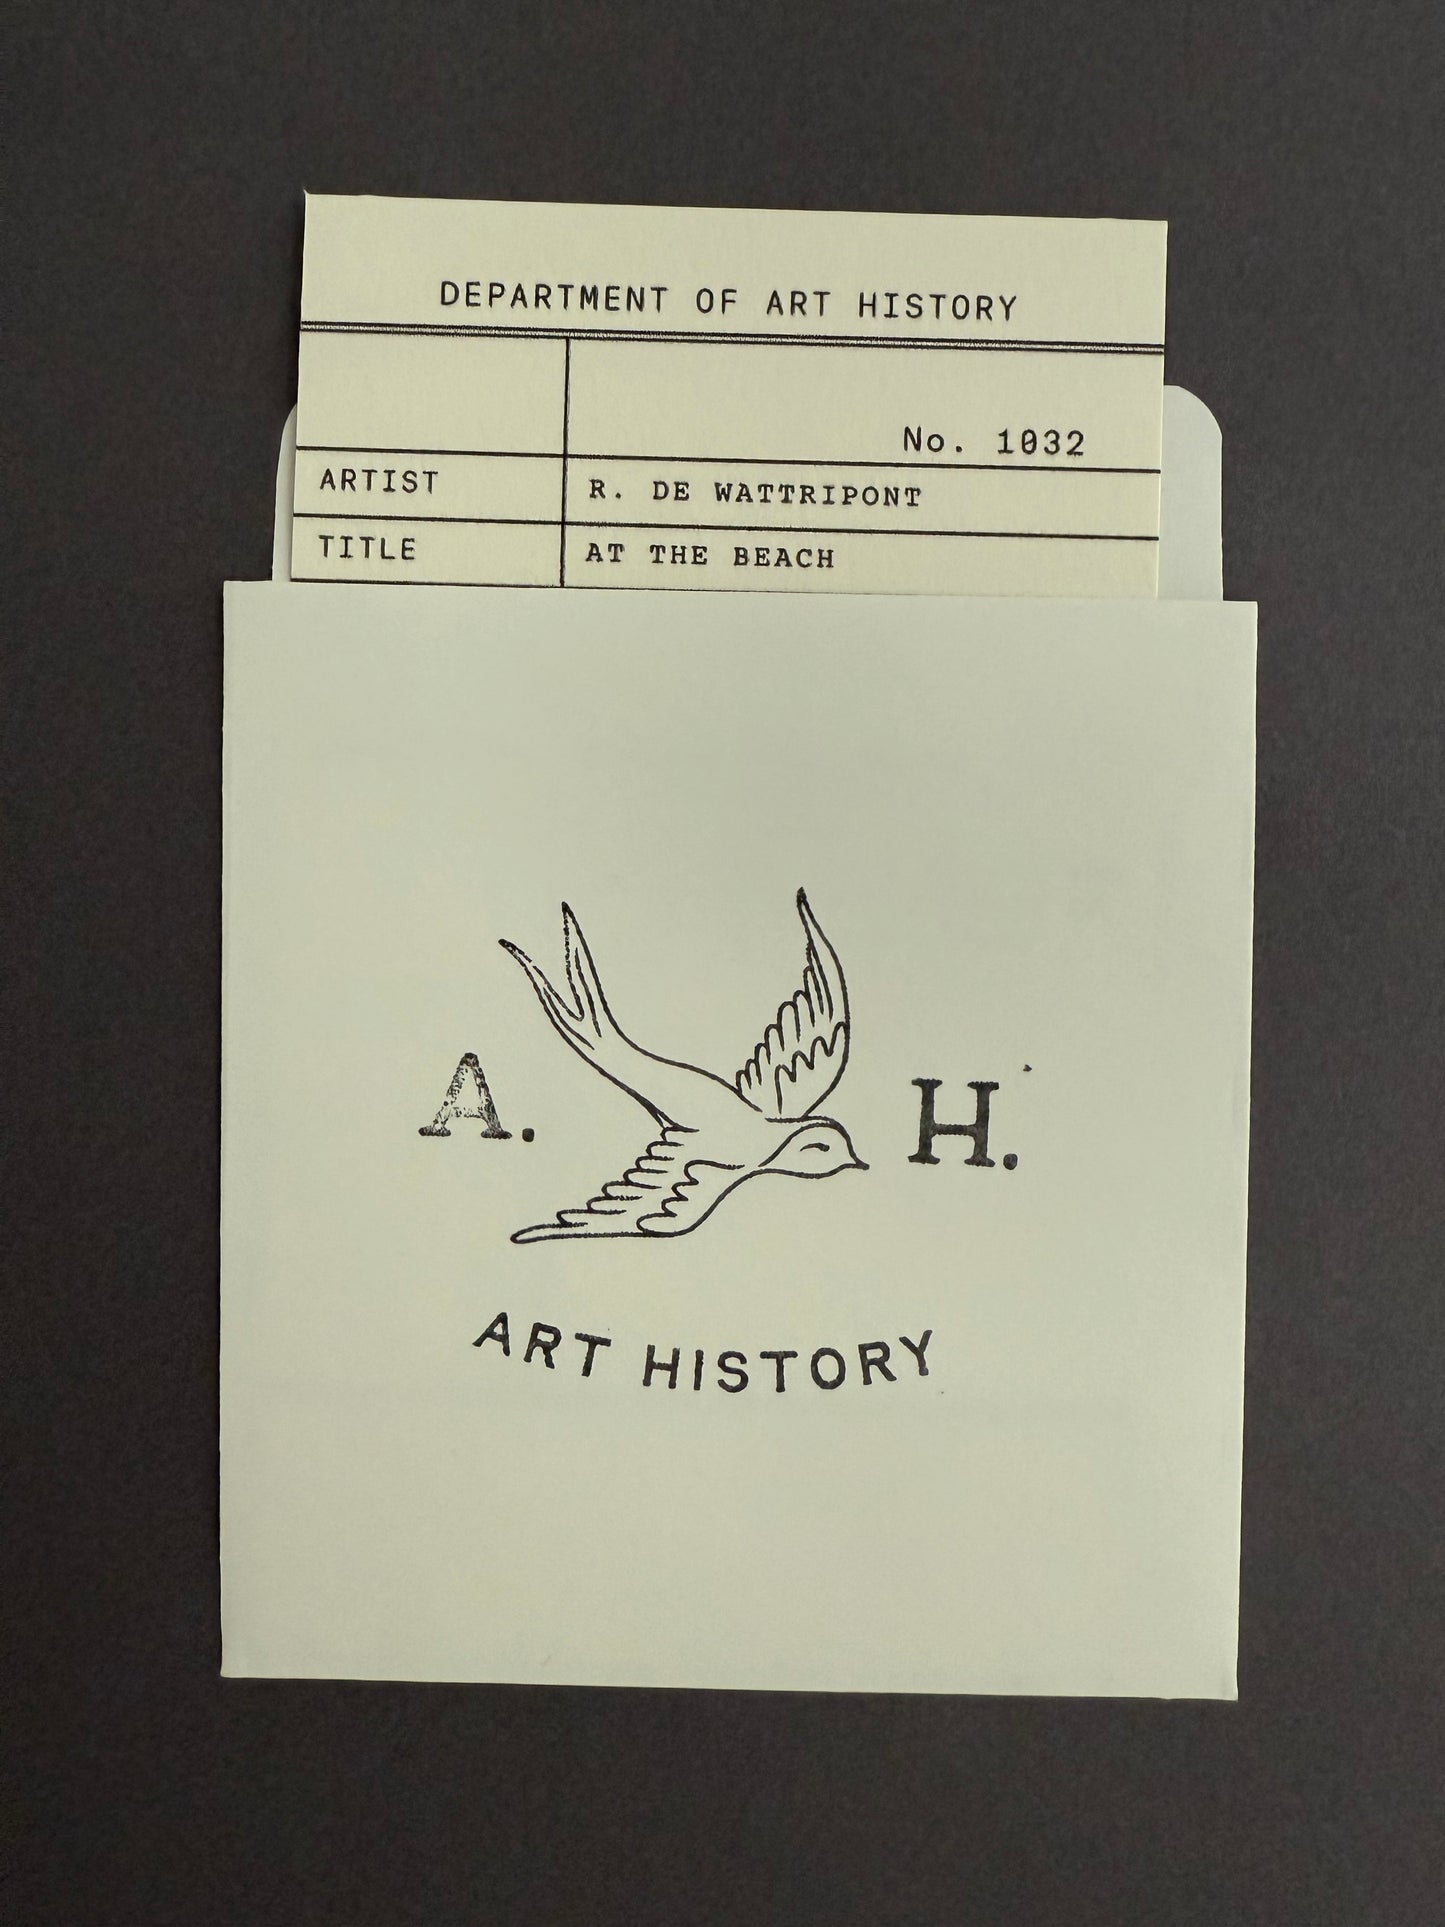 DEPARTMENT OF ART HISTORY
No. 1032
ARTIST R. DE WATTRIPONT
TITLE AT THE BEACH
A. H.
ART HISTORY